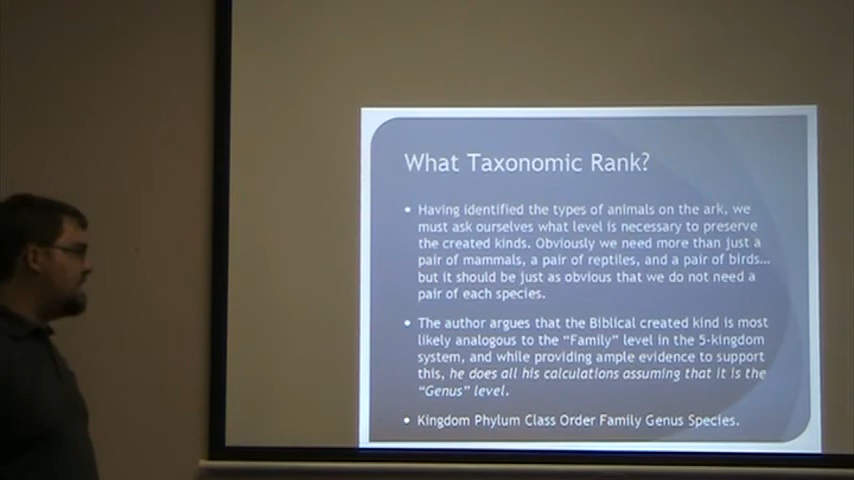 What Taxonomic Rank?
• Having identified the types of animals on the ark, we
must ask ourselves what level is necessary to preserve
the created kinds. Obviously we need more than just a
pair of mammals, a pair of reptiles, and a pair of birds...
but it should be just as obvious that we do not need a
pair of each species.
• The author argues that the Biblical created kind is most
likely analogous to the “Family” level in the 5-kingdom
system, and while providing ample evidence to support
this, he does all his calculations assuming that it is the
“Genus” level.
• Kingdom Phylum Class Order Family Genus Species.